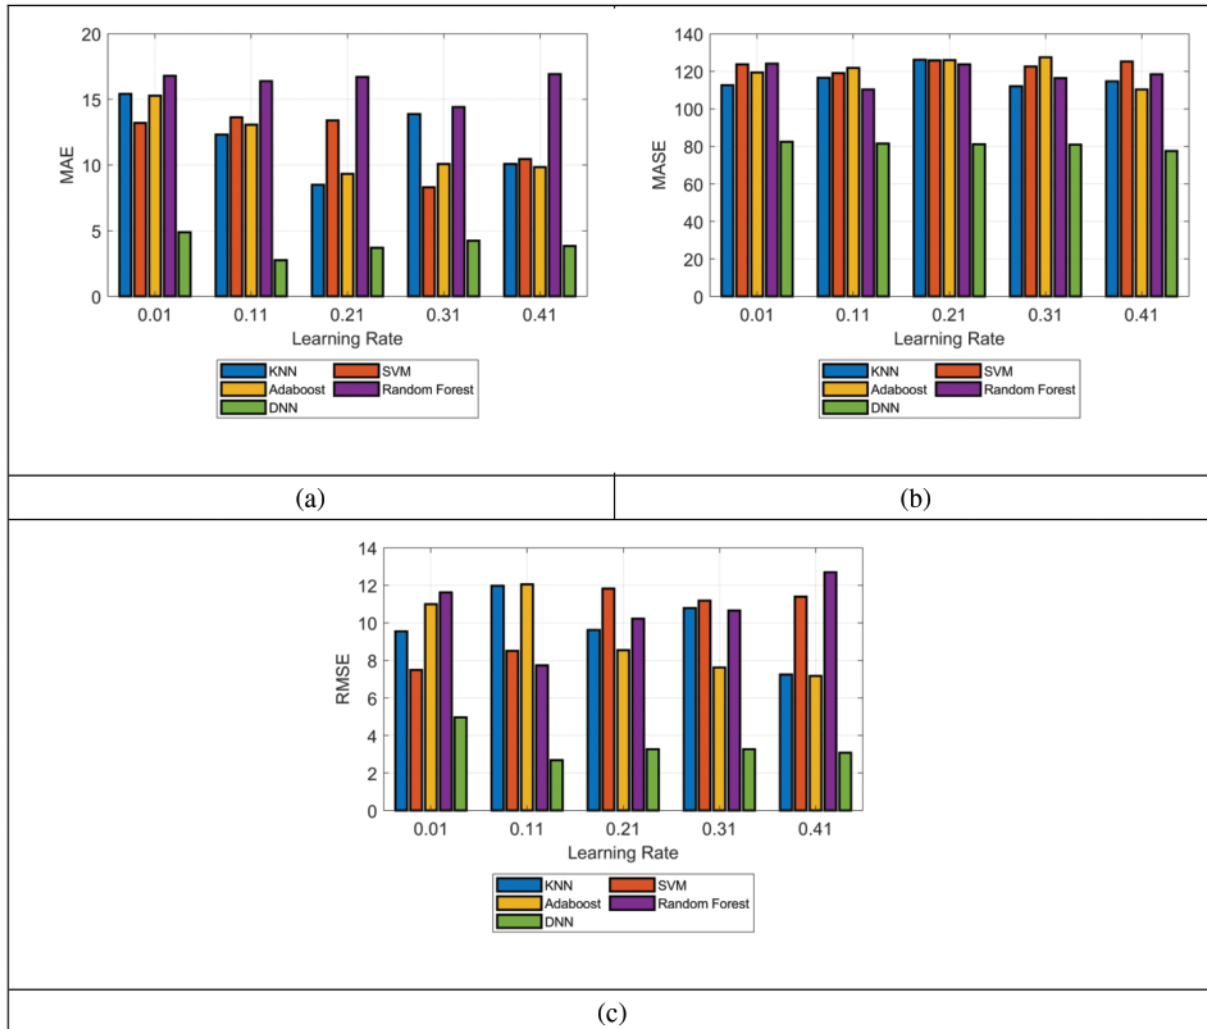 20
15
10
5
0
MAE
0.01 0.11 0.21 0.31 0.41
Learning Rate
KNN SVM
Adaboost Random Forest
DNN
140
120
100
80
60
40
20
0
MASE
0.01 0.11 0.21 0.31 0.41
Learning Rate
KNN SVM
Adaboost Random Forest
DNN
(a) (b)
14
12
10
8
6
4
2
0
RMSE
0.01 0.11 0.21 0.31 0.41
Learning Rate
KNN SVM
Adaboost Random Forest
DNN
(c)